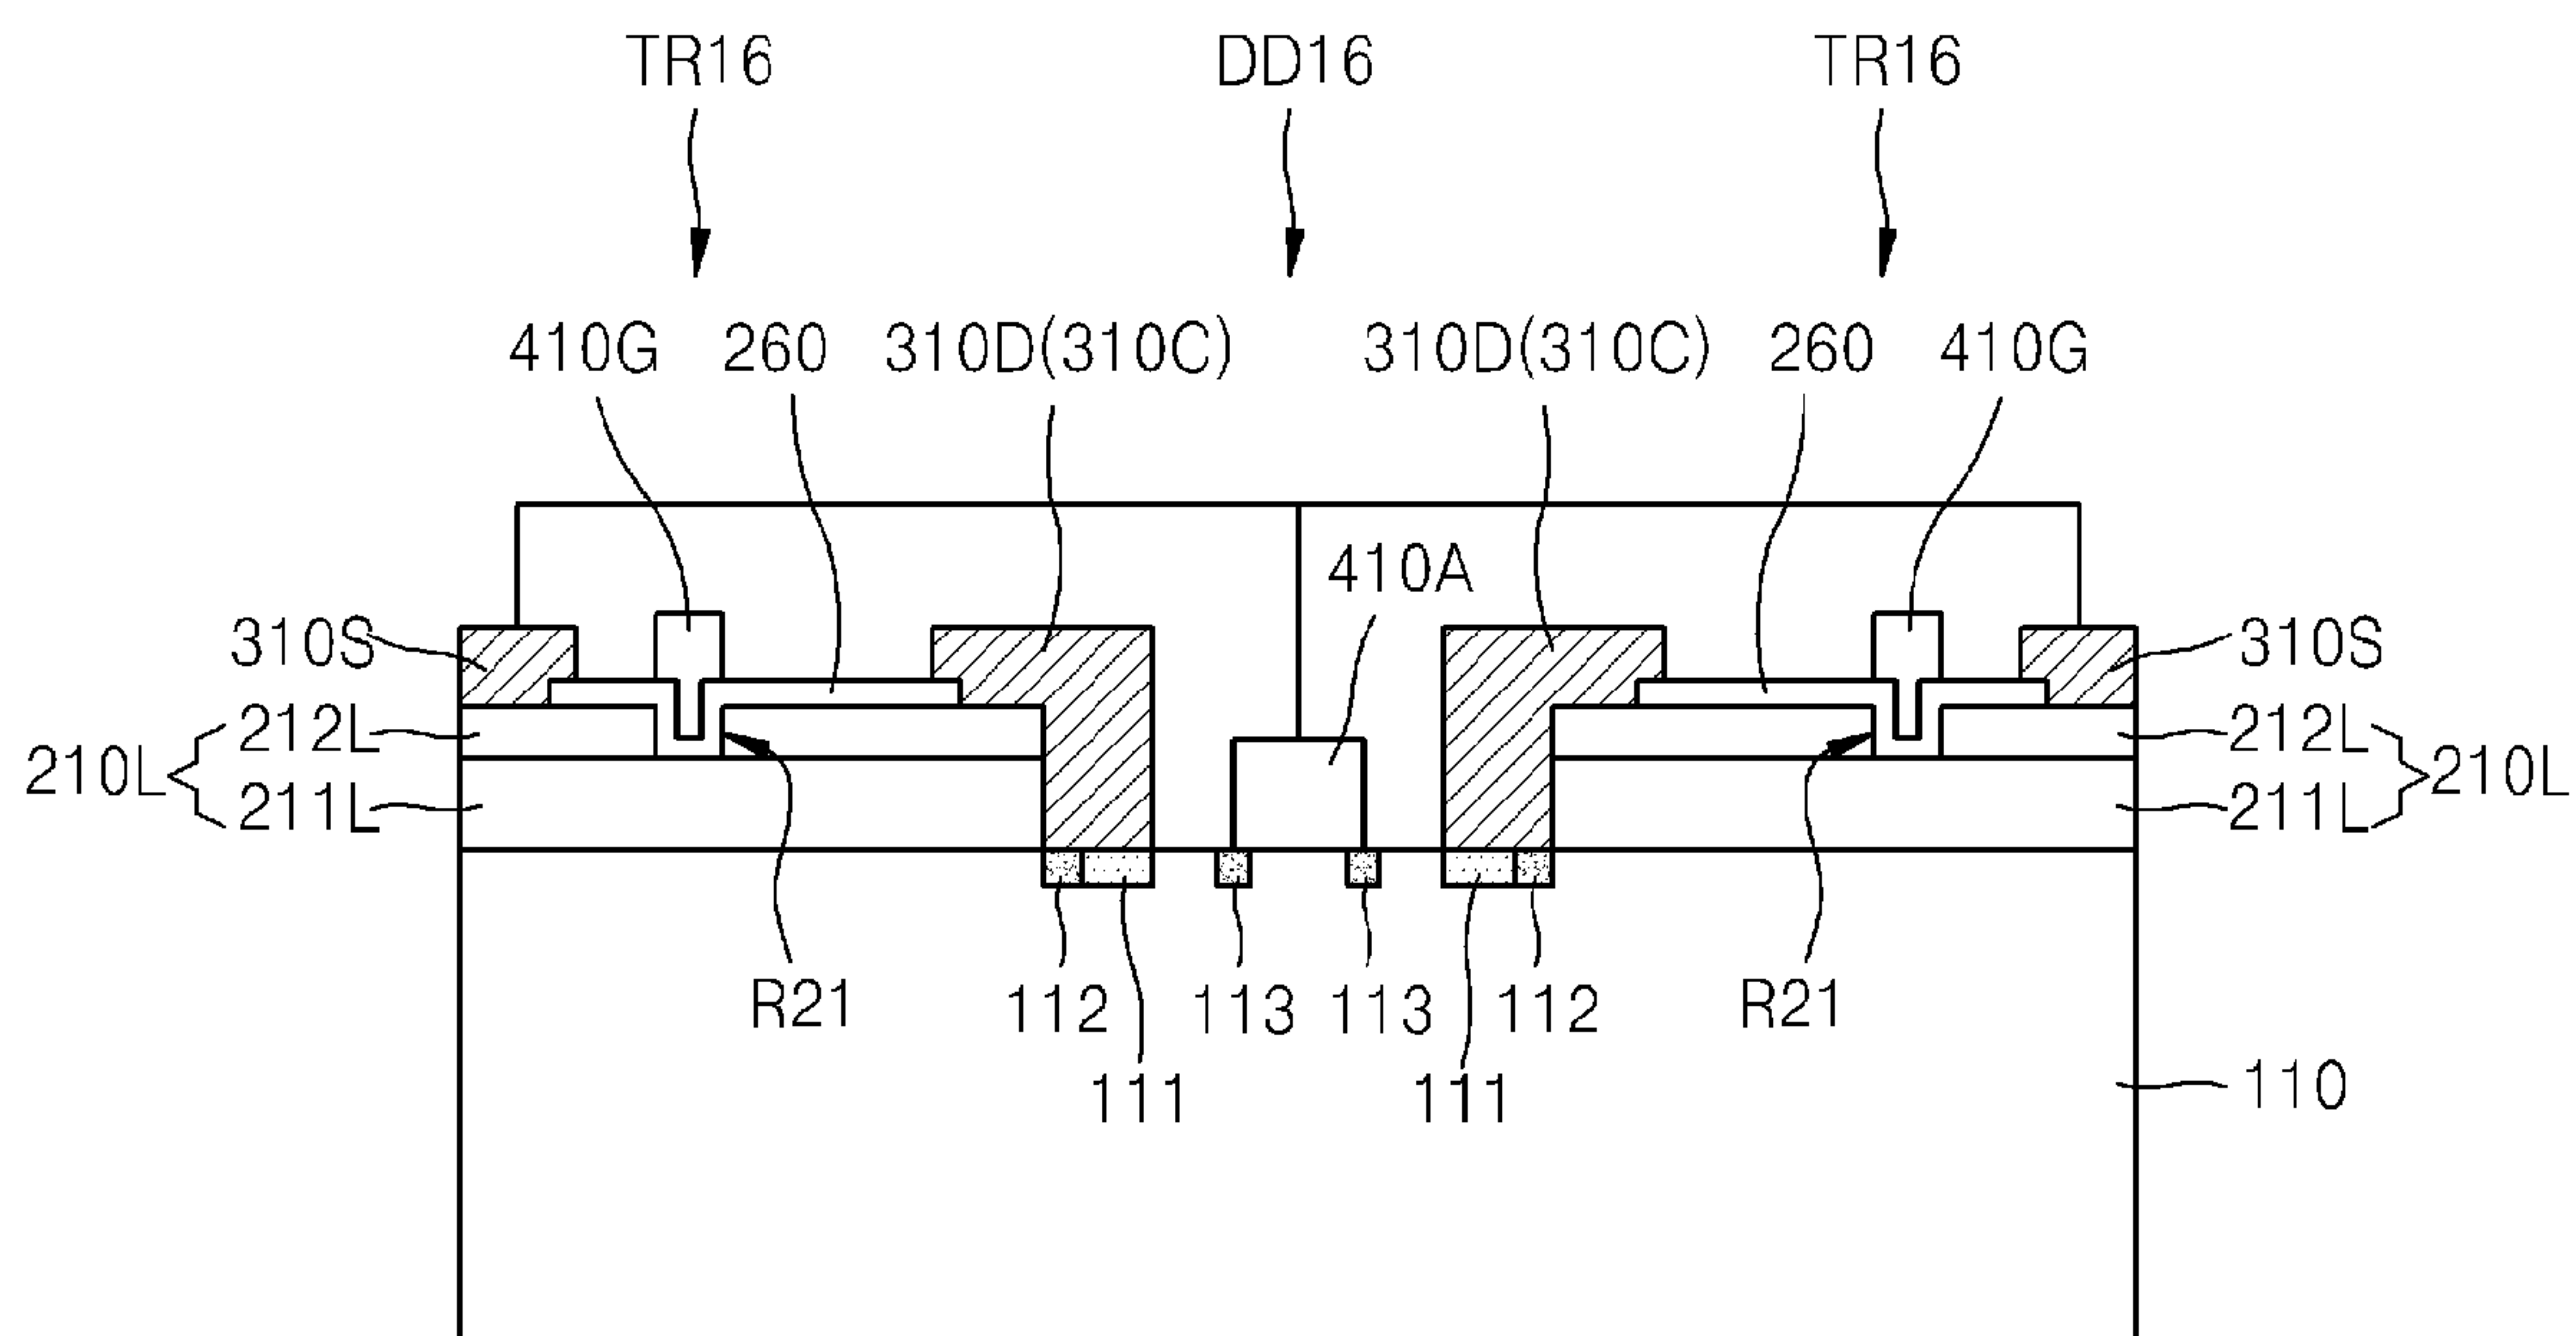 TR16 DD16 TR16
410G 260 310D(310C) 310D(310C) 260 410G
410A
310S 310S
212L 212L
210L 210L
211L 211L
R21 112 113 113 112 R21
111 111 110